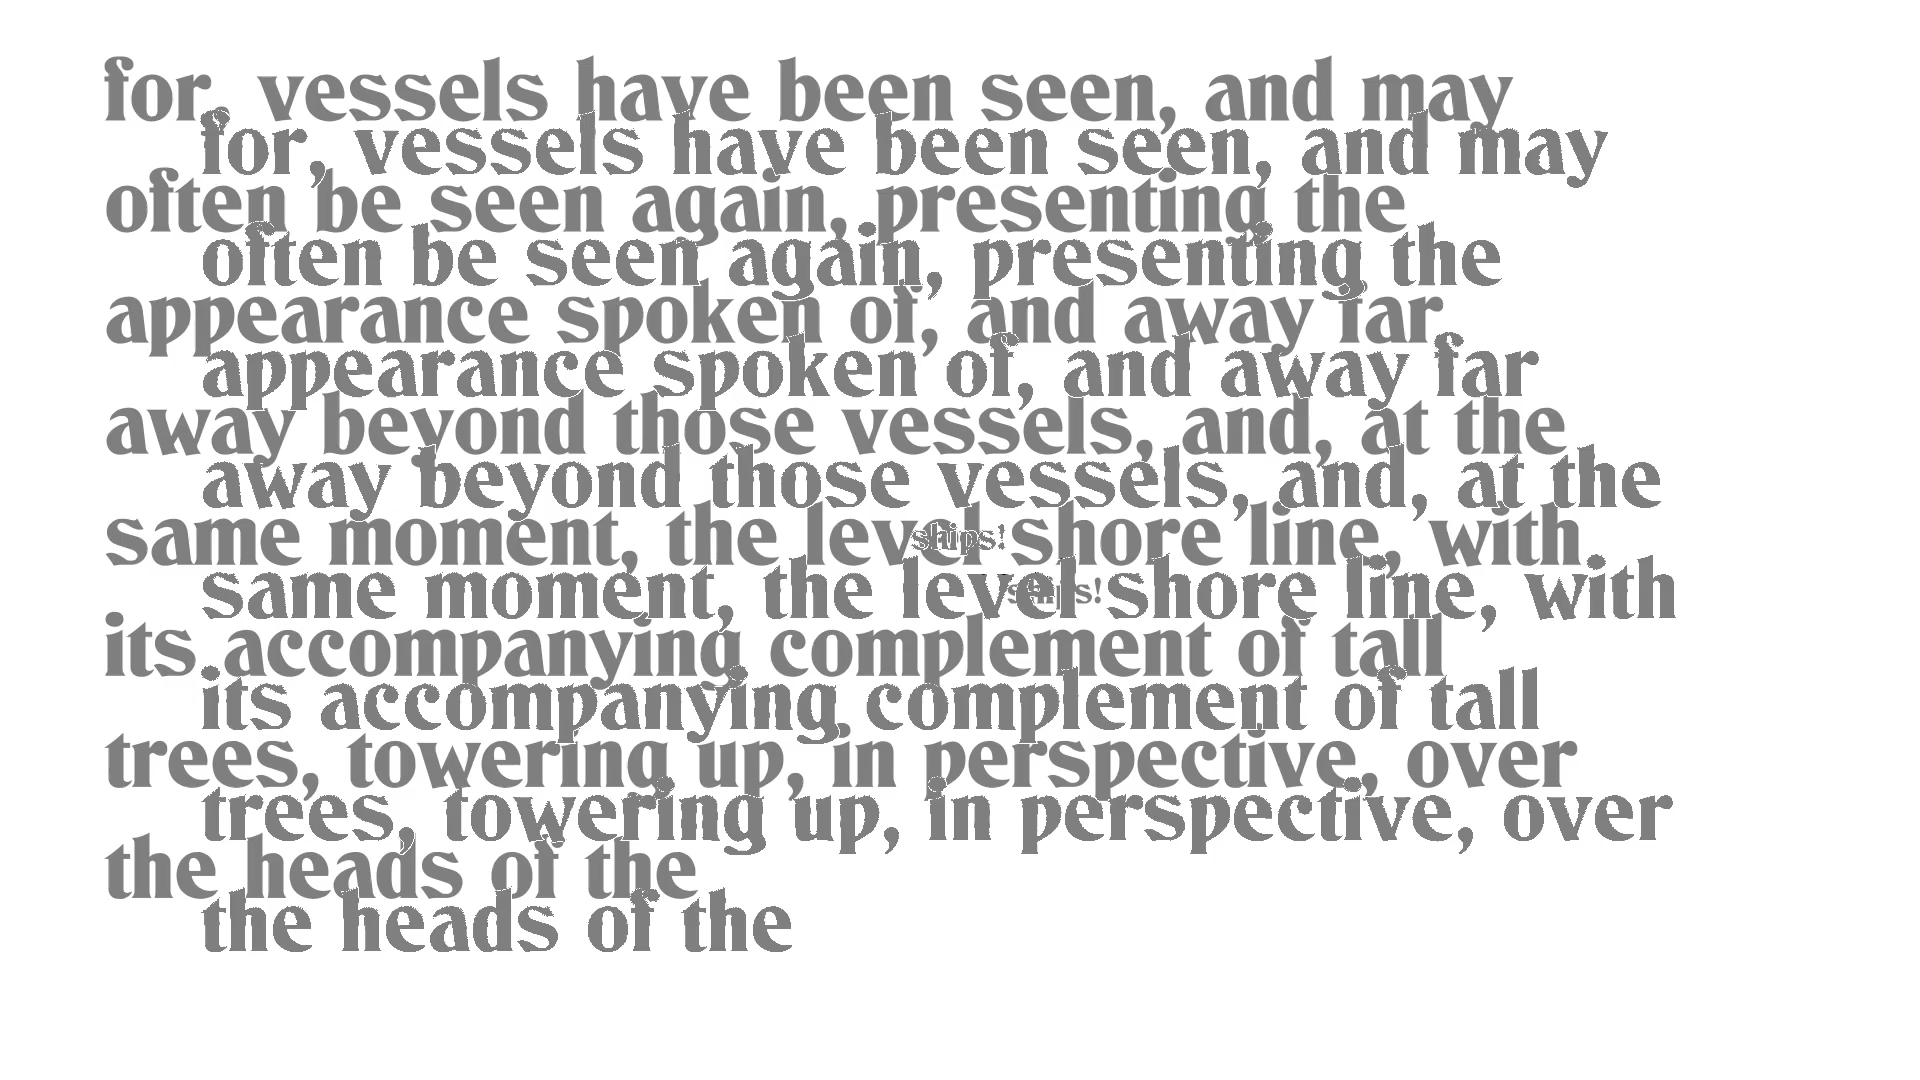 for, vessels have been seen, and may
for, vessels have been seen, and may
often be seen again, presenting the
often be seen again, presenting the
appearance spoken of, and away far
appearance spoken of, and away far
away beyond those vessels, and, at the
away beyond those vessels, and, at the
same moment, the level shore line, with
ships!
same moment, the level shore line, with
ships!
its accompanying complement of tall
its accompanying complement of tall
trees, towering up, in perspective, over
trees, towering up, in perspective, over
the heads of the
the heads of the